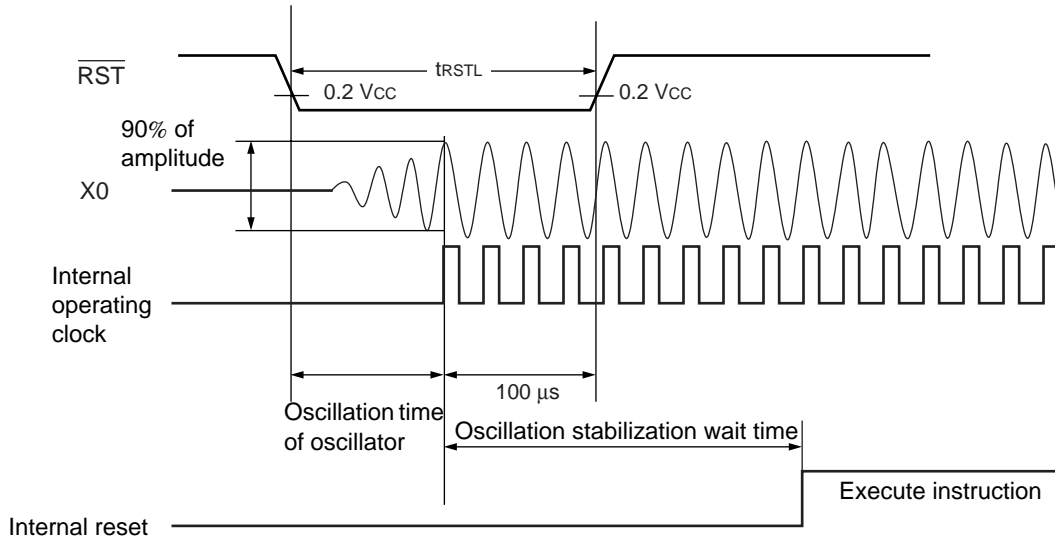 RST
tRSTL
0.2 VCC
0.2 VCC
90% of
amplitude
X0
Internal
operating
clock
100 μs
Oscillation time
of oscillator
Oscillation stabilization wait time
Execute instruction
Internal reset